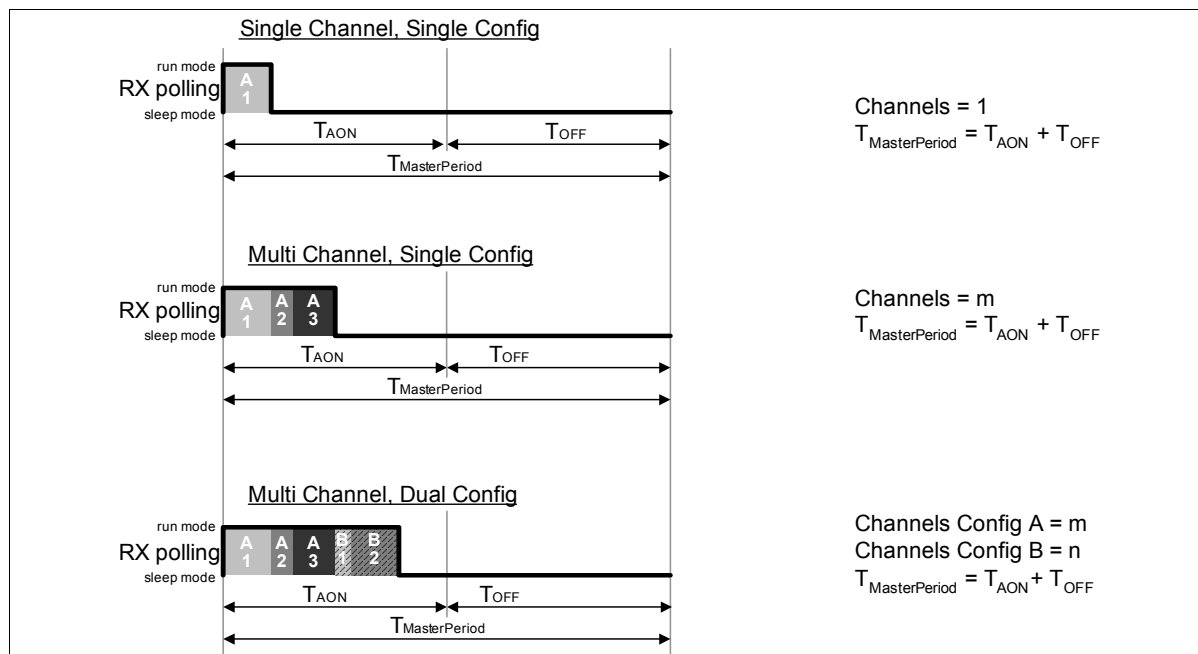 Single Channel, Single Config
run mode
RX polling
sleep mode
A
1
TAON
TOFF
TMasterPeriod
Channels = 1
TMasterPeriod = TAON + TOFF
Multi Channel, Single Config
run mode
RX polling
sleep mode
A A A
1 2 3
TAON
TOFF
TMasterPeriod
Channels = m
TMasterPeriod = TAON + TOFF
Multi Channel, Dual Config
run mode
RX polling
sleep mode
A A A B B
1 2 3 1 2
TAON
TOFF
TMasterPeriod
Channels Config A = m
Channels Config B = n
TMasterPeriod = TAON + TOFF